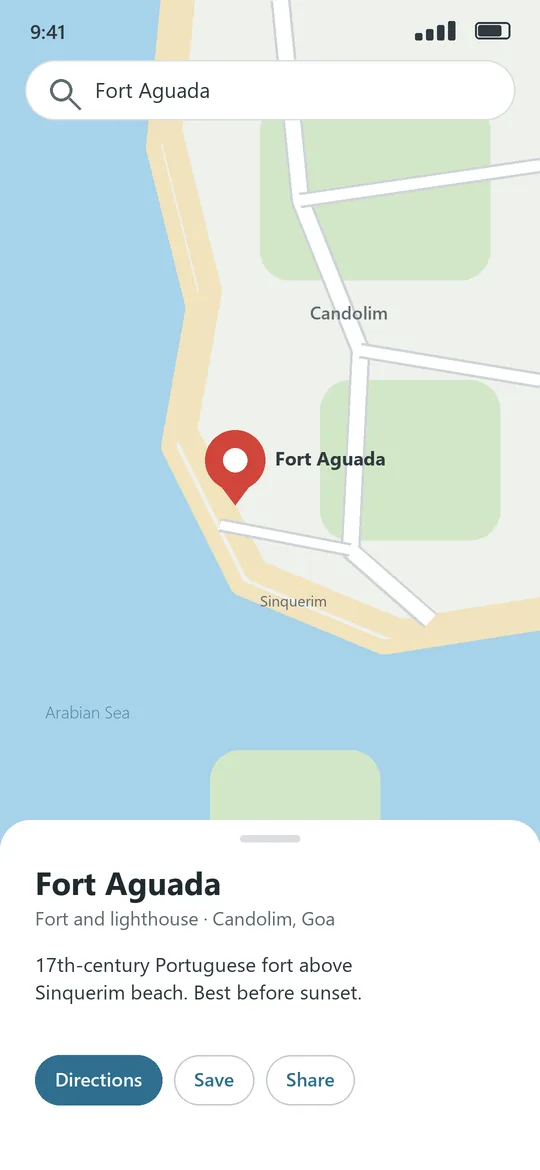 9:41
Fort Aguada
Candolim
Fort Aguada
Sinquerim
Arabian Sea
Fort Aguada
Fort and lighthouse · Candolim, Goa
17th-century Portuguese fort above
Sinquerim beach. Best before sunset.
Directions
Save
Share